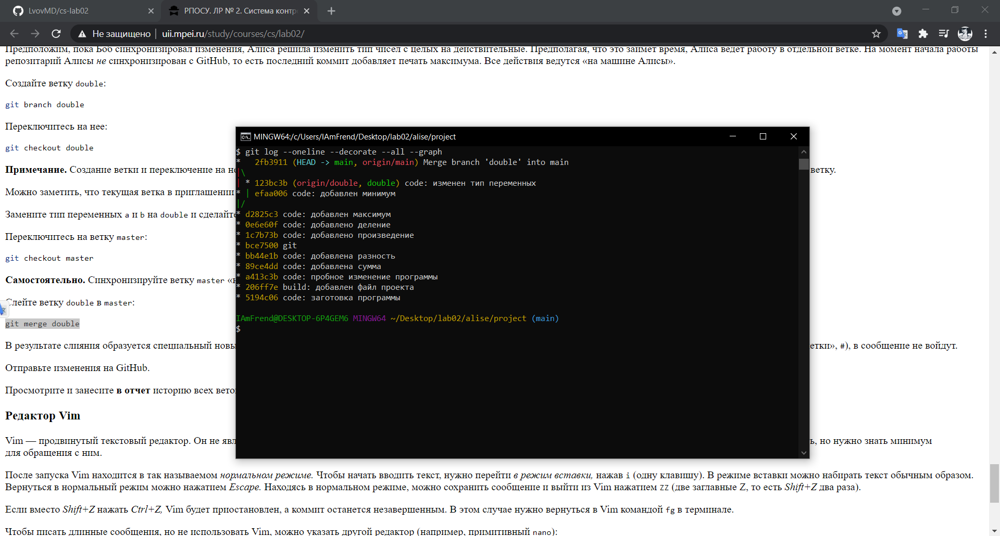 LvovMD/cs-lab02
РПОСУ. ЛР № 2. Система контр
Не защищено | uii.mpei.ru/study/courses/cs/lab02/
Предположим, пока Боб синхронизировал изменения, Алиса решила изменить тип чисел с целых на действительные. Предполагая, что это займет время, Алиса ведет работу в отдельной ветке. На момент начала работы
репозитарий Алисы не синхронизирован с GitHub, то есть последний коммит добавляет печать максимума. Все действия ведутся «на машине Алисы».
Создайте ветку double:
git branch double
Переключитесь на нее:
git checkout double
Примечание. Создание ветки и переключение на не
ветку.
Можно заметить, что текущая ветка в приглашении
Замените тип переменных a и b на double и сделайте
Переключитесь на ветку master:
git checkout master
Самостоятельно. Синхронизируйте ветку master «н
Слейте ветку double в master:
git merge double
В результате слияния образуется специальный новы
етки», #), в сообщение не войдут.
Отправьте изменения на GitHub.
Просмотрите и занесите в отчет историю всех вето
Редактор Vim
Vim — продвинутый текстовый редактор. Он не явл
ь, но нужно знать минимум
для обращения с ним.
MINGW64:/c/Users/IAmFrend/Desktop/lab02/alise/project
$ git log --oneline --decorate --all --graph
*   2fb3911 (HEAD -> main, origin/main) Merge branch 'double' into main
|\
| * 123bc3b (origin/double, double) code: изменен тип переменных
* | efaa006 code: добавлен минимум
|/
* d2825c3 code: добавлен максимум
* 0e6e60f code: добавлено деление
* 1c7b73b code: добавлено произведение
* bce7500 git
* bb44e1b code: добавлена разность
* 89ce4dd code: добавлена сумма
* a413c3b code: пробное изменение программы
* 206ff7e build: добавлен файл проекта
* 5194c06 code: заготовка программы
IAmFrend@DESKTOP-6P4GEM6 MINGW64 ~/Desktop/lab02/alise/project (main)
$
После запуска Vim находится в так называемом нормальном режиме. Чтобы начать вводить текст, нужно перейти в режим вставки, нажав i (одну клавишу). В режиме вставки можно набирать текст обычным образом.
Вернуться в нормальный режим можно нажатием Escape. Находясь в нормальном режиме, можно сохранить сообщение и выйти из Vim нажатием ZZ (две заглавные Z, то есть Shift+Z два раза).
Если вместо Shift+Z нажать Ctrl+Z, Vim будет приостановлен, а коммит останется незавершенным. В этом случае нужно вернуться в Vim командой fg в терминале.
Чтобы писать длинные сообщения, но не использовать Vim, можно указать другой редактор (например, примитивный nano):